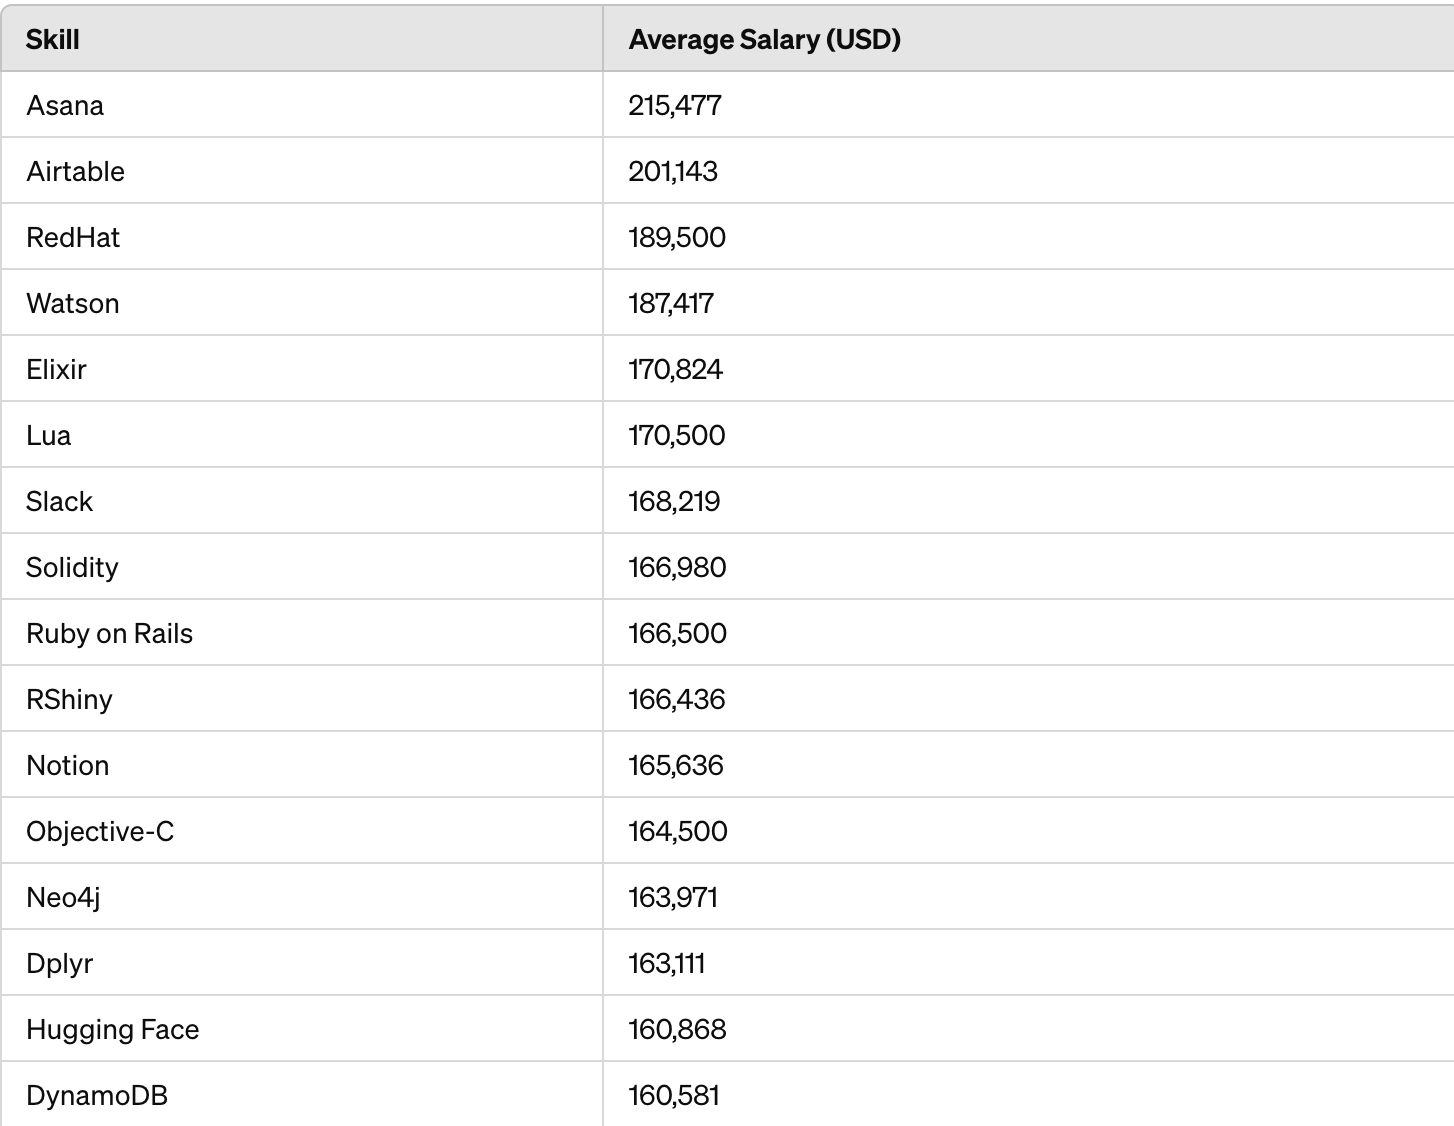 Skill Average Salary (USD)
Asana 215,477
Airtable 201,143
RedHat 189,500
Watson 187,417
Elixir 170,824
Lua 170,500
Slack 168,219
Solidity 166,980
Ruby on Rails 166,500
RShiny 166,436
Notion 165,636
Objective-C 164,500
Neo4j 163,971
Dplyr 163,111
Hugging Face 160,868
DynamoDB 160,581